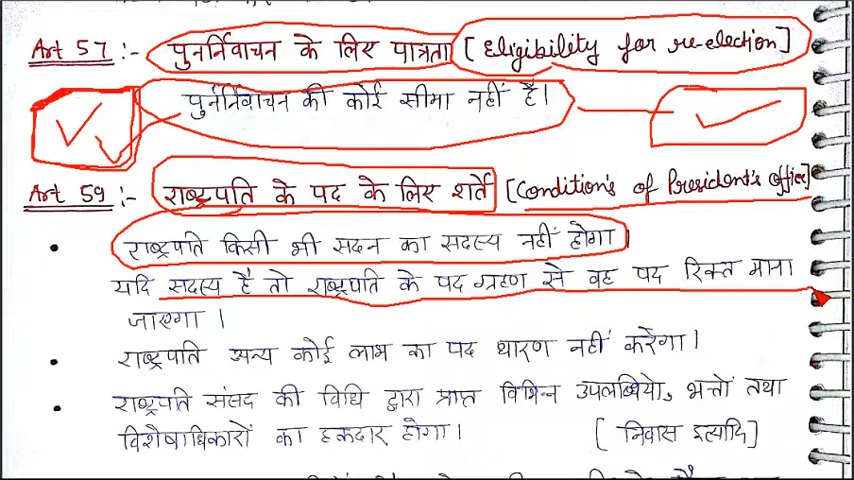 Art 57 :- पुनर्निवाचन के लिए पात्रता [Eligibility for re-election]
पुर्नर्निवाचन की कोई सीमा नहीं है।
Art 59 :- राष्ट्रपति के पद के लिए शर्ते [Condition's of President's office]
• राष्ट्रपति किसी भी सदन का सदस्य नहीं होगा
यदि सदस्य है तो राष्ट्रपति के पद ग्रहण से वह पद रिक्त माना
जाएगा ।
• राष्ट्रपति अन्य कोई लाभ का पद धारण नहीं करेगा।
• राष्ट्रपति संसद की विधि द्वारा प्राप्त विभिन्न उपलब्धियो, भत्तों तथा
विशेषाधिकारों का हकदार होगा। [निवास इत्यादि]